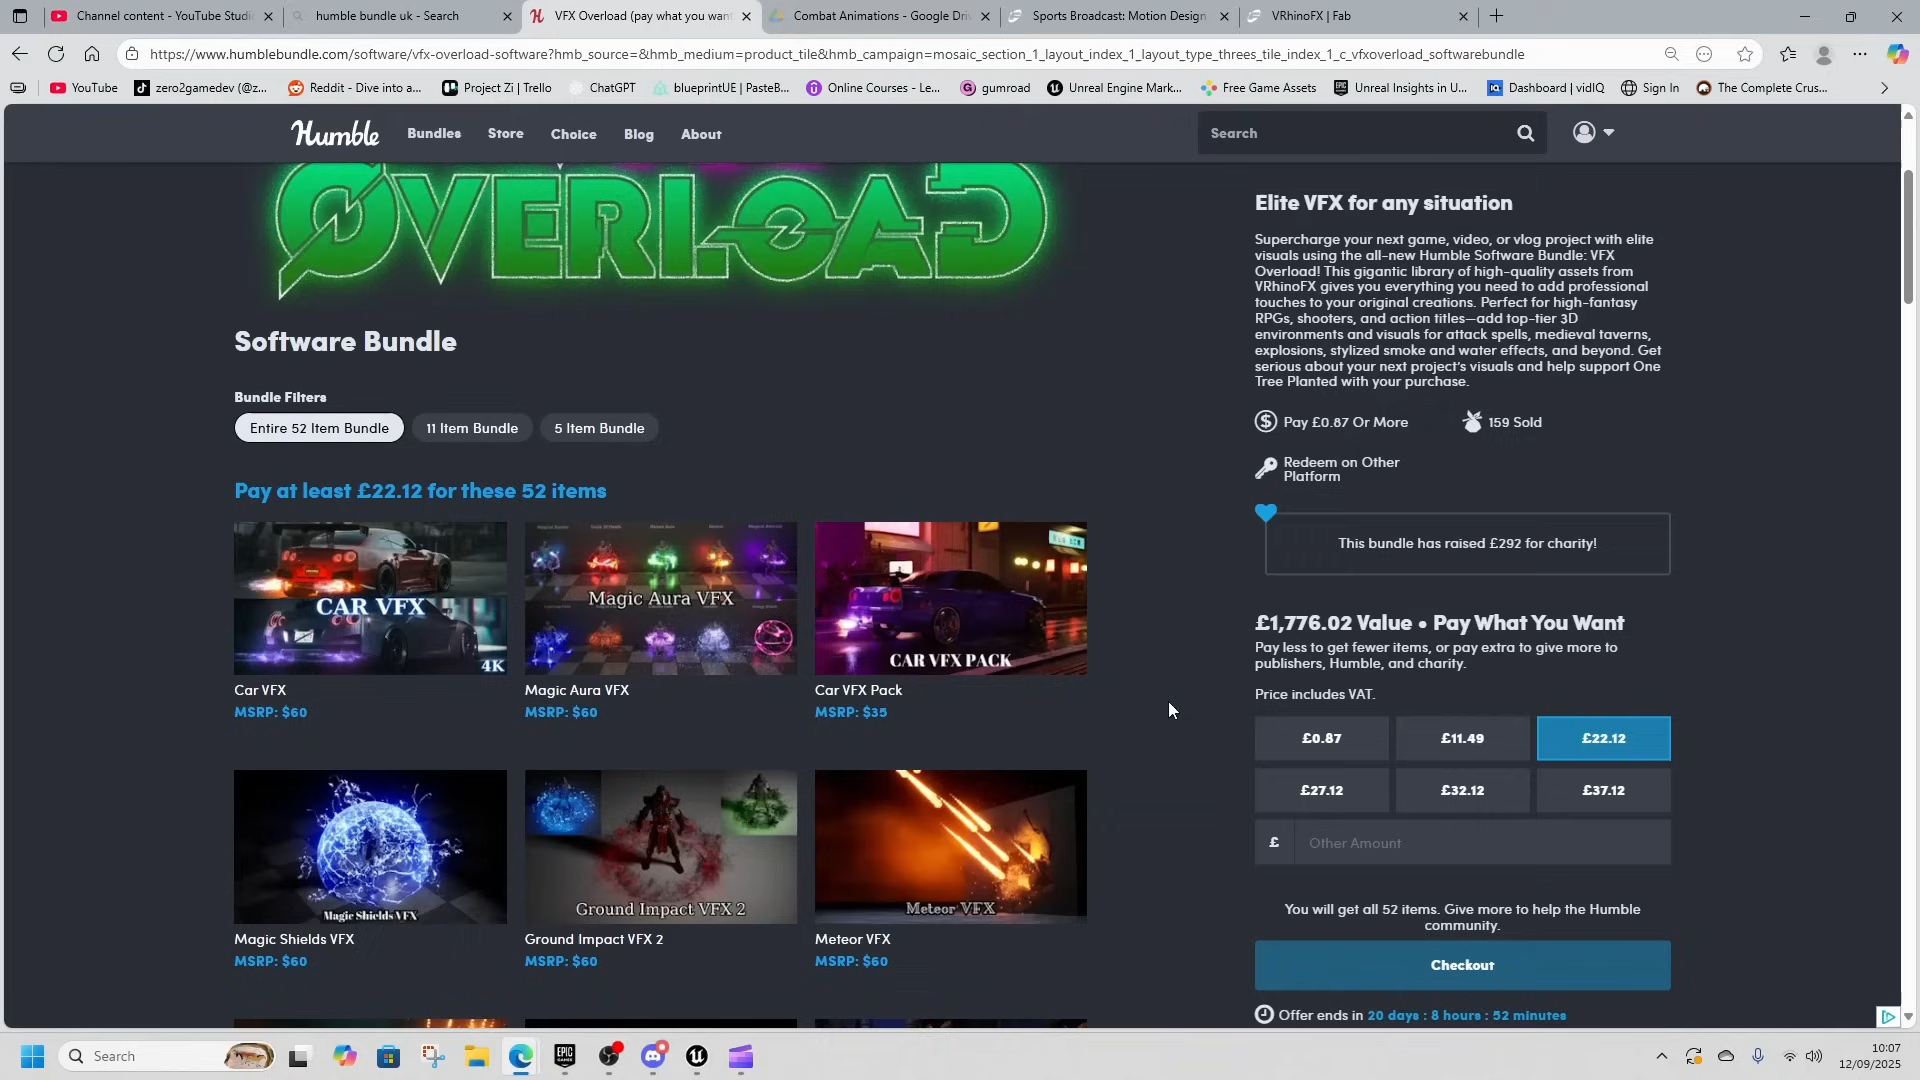 Channel content - YouTube Studi
humble bundle uk - Search
VFX Overload (pay what you want
Combat Animations - Google Dri
Sports Broadcast: Motion Design
VRhinoFX | Fab
https://www.humblebundle.com/software/vfx-overload-software?hmb_source=&hmb_medium=product_tile&hmb_campaign=mosaic_section_1_layout_index_1_layout_type_threes_tile_index_1_c_vfxoverload_softwarebundle
YouTube
zero2gamedev (@z...
Reddit - Dive into a...
Project Zi | Trello
ChatGPT
blueprintUE | PasteB...
Online Courses - Le...
gumroad
Unreal Engine Mark...
Free Game Assets
Unreal Insights in U...
Dashboard | vidIQ
Sign In
The Complete Crus...
Humble
Bundles
Store
Choice
Blog
About
Search
OVERLOAD
Software Bundle
Bundle Filters
Entire 52 Item Bundle
11 Item Bundle
5 Item Bundle
Pay at least £22.12 for these 52 items
Magic Aura VFX
CAR VFX
4K
CAR VFX PACK
Car VFX
MSRP: $60
Magic Aura VFX
MSRP: $60
Car VFX Pack
MSRP: $35
Magic Shields VFX
Ground Impact VFX 2
Meteor VFX
Magic Shields VFX
MSRP: $60
Ground Impact VFX 2
MSRP: $60
Meteor VFX
MSRP: $60
Elite VFX for any situation
Supercharge your next game, video, or vlog project with elite
visuals using the all-new Humble Software Bundle: VFX
Overload! This gigantic library of high-quality assets from
VRhinoFX gives you everything you need to add professional
touches to your original creations. Perfect for high-fantasy
RPGs, shooters, and action titles—add top-tier 3D
environments and visuals for attack spells, medieval taverns,
explosions, stylized smoke and water effects, and beyond. Get
serious about your next project's visuals and help support One
Tree Planted with your purchase.
Pay £0.87 Or More
159 Sold
Redeem on Other
Platform
This bundle has raised £292 for charity!
£1,776.02 Value • Pay What You Want
Pay less to get fewer items, or pay extra to give more to
publishers, Humble, and charity.
Price includes VAT.
£0.87
£11.49
£22.12
£27.12
£32.12
£37.12
£
Other Amount
You will get all 52 items. Give more to help the Humble
community.
Checkout
Offer ends in 20 days : 8 hours : 52 minutes
Search
EPIC GAMES
10:07
12/09/2025